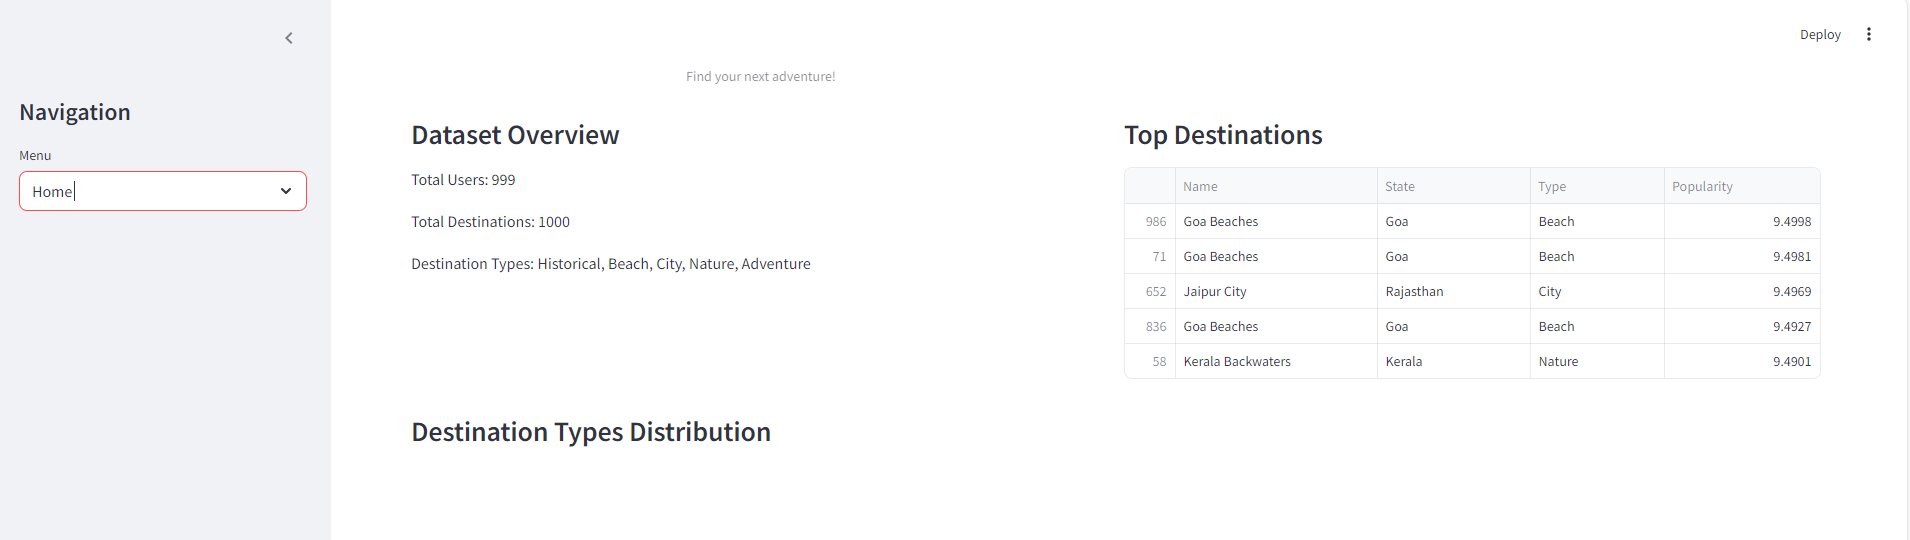 Deploy
Navigation
Menu
Home
Find your next adventure!
Dataset Overview
Total Users: 999
Total Destinations: 1000
Destination Types: Historical, Beach, City, Nature, Adventure
Top Destinations
Name State Type Popularity
986 Goa Beaches Goa Beach 9.4998
71 Goa Beaches Goa Beach 9.4981
652 Jaipur City Rajasthan City 9.4969
836 Goa Beaches Goa Beach 9.4927
58 Kerala Backwaters Kerala Nature 9.4901
Destination Types Distribution